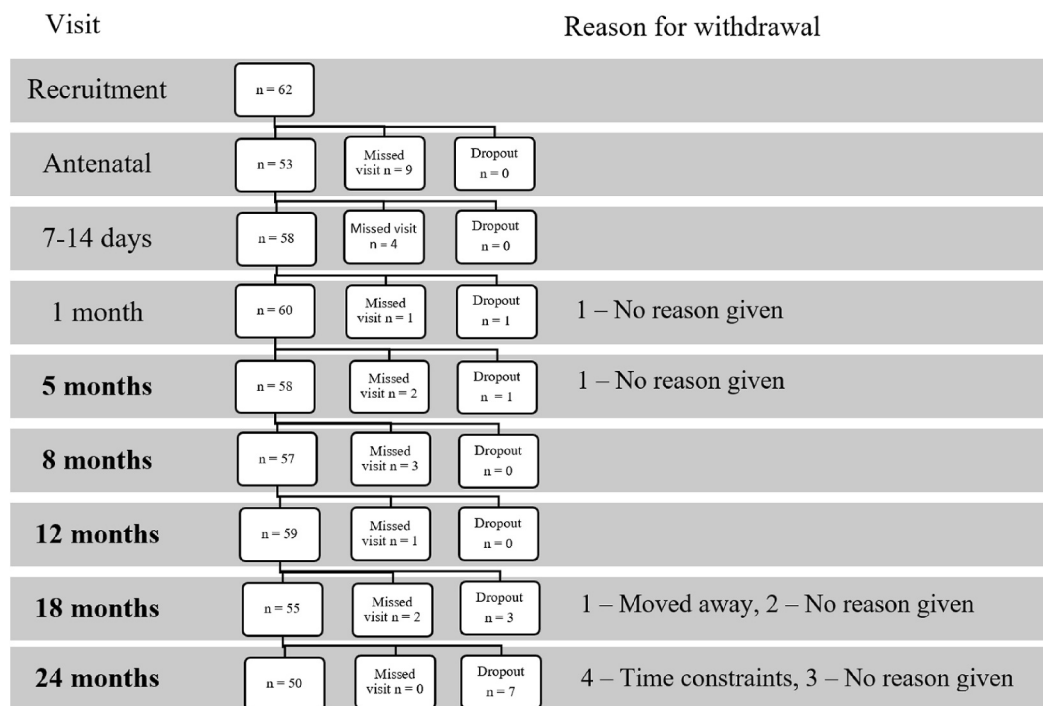 Visit Reason for withdrawal
Recruitment n = 62
Antenatal n = 53 Missed visit n = 9 Dropout n = 0
7-14 days n = 58 Missed visit n = 4 Dropout n = 0
1 month n = 60 Missed visit n = 1 Dropout n = 1 1 – No reason given
5 months n = 58 Missed visit n = 2 Dropout n = 1 1 – No reason given
8 months n = 57 Missed visit n = 3 Dropout n = 0
12 months n = 59 Missed visit n = 1 Dropout n = 0
18 months n = 55 Missed visit n = 2 Dropout n = 3 1 – Moved away, 2 – No reason given
24 months n = 50 Missed visit n = 0 Dropout n = 7 4 – Time constraints, 3 – No reason given